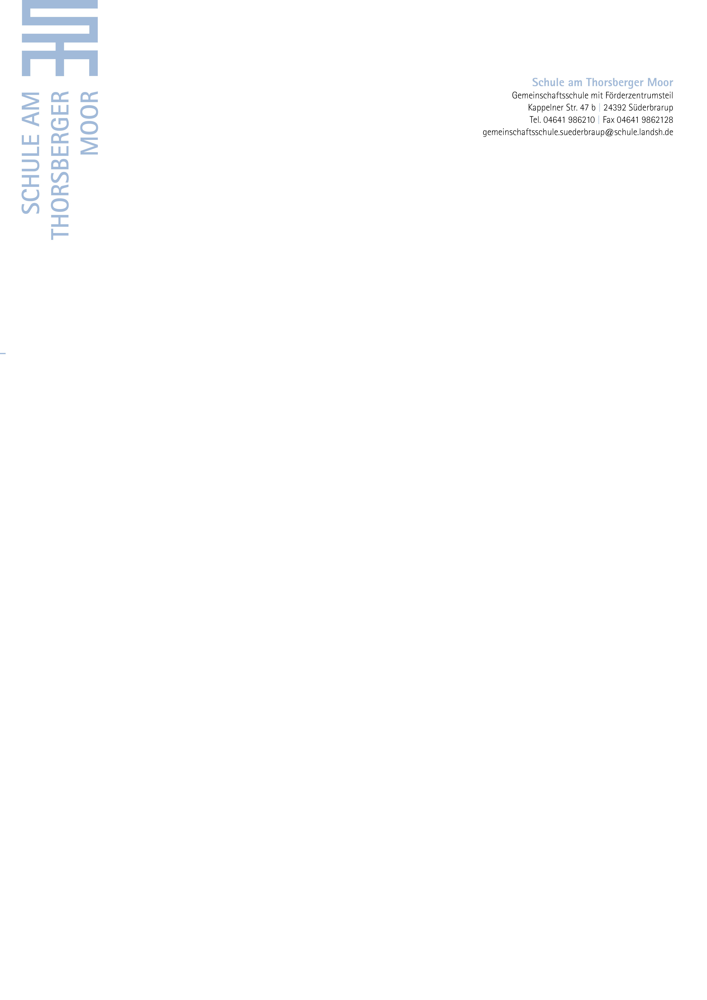 SCHULE AM
THORSBERGER
MOOR
Schule am Thorsberger Moor
Gemeinschaftsschule mit Förderzentrumsteil
Kappelner Str. 47 b | 24392 Süderbrarup
Tel. 04641 986210 | Fax 04641 9862128
gemeinschaftsschule.suederbraup@schule.landsh.de